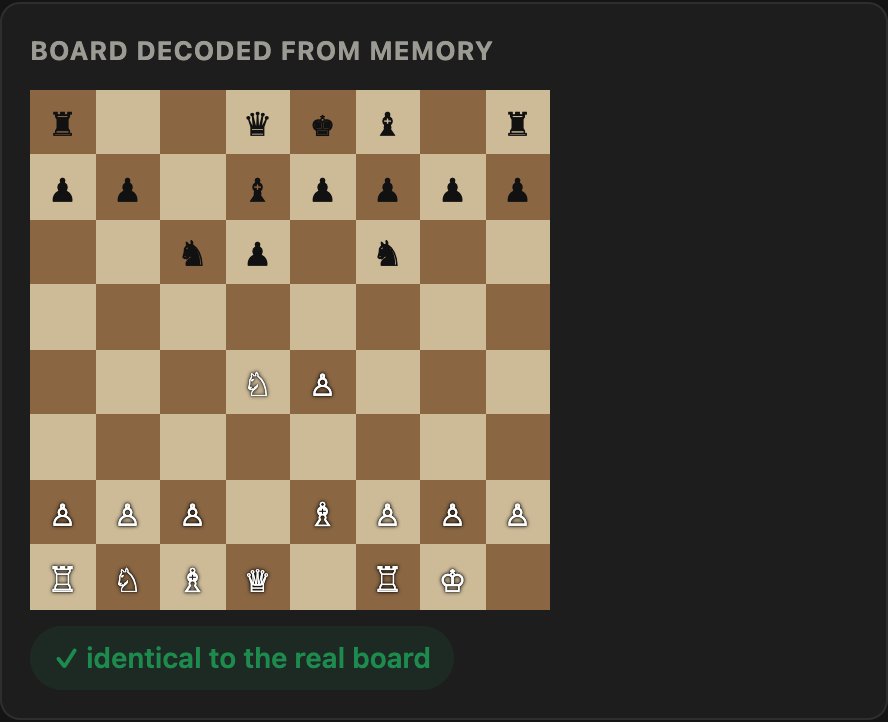 BOARD DECODED FROM MEMORY
✓ identical to the real board